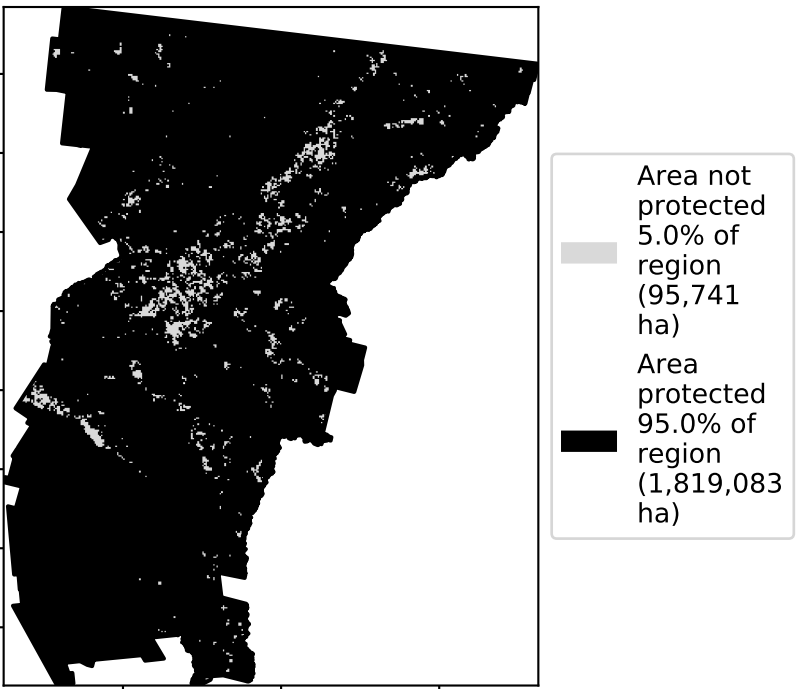 Area not
protected
5.0% of
region
(95,741
ha)
Area
protected
95.0% of
region
(1,819,083
ha)